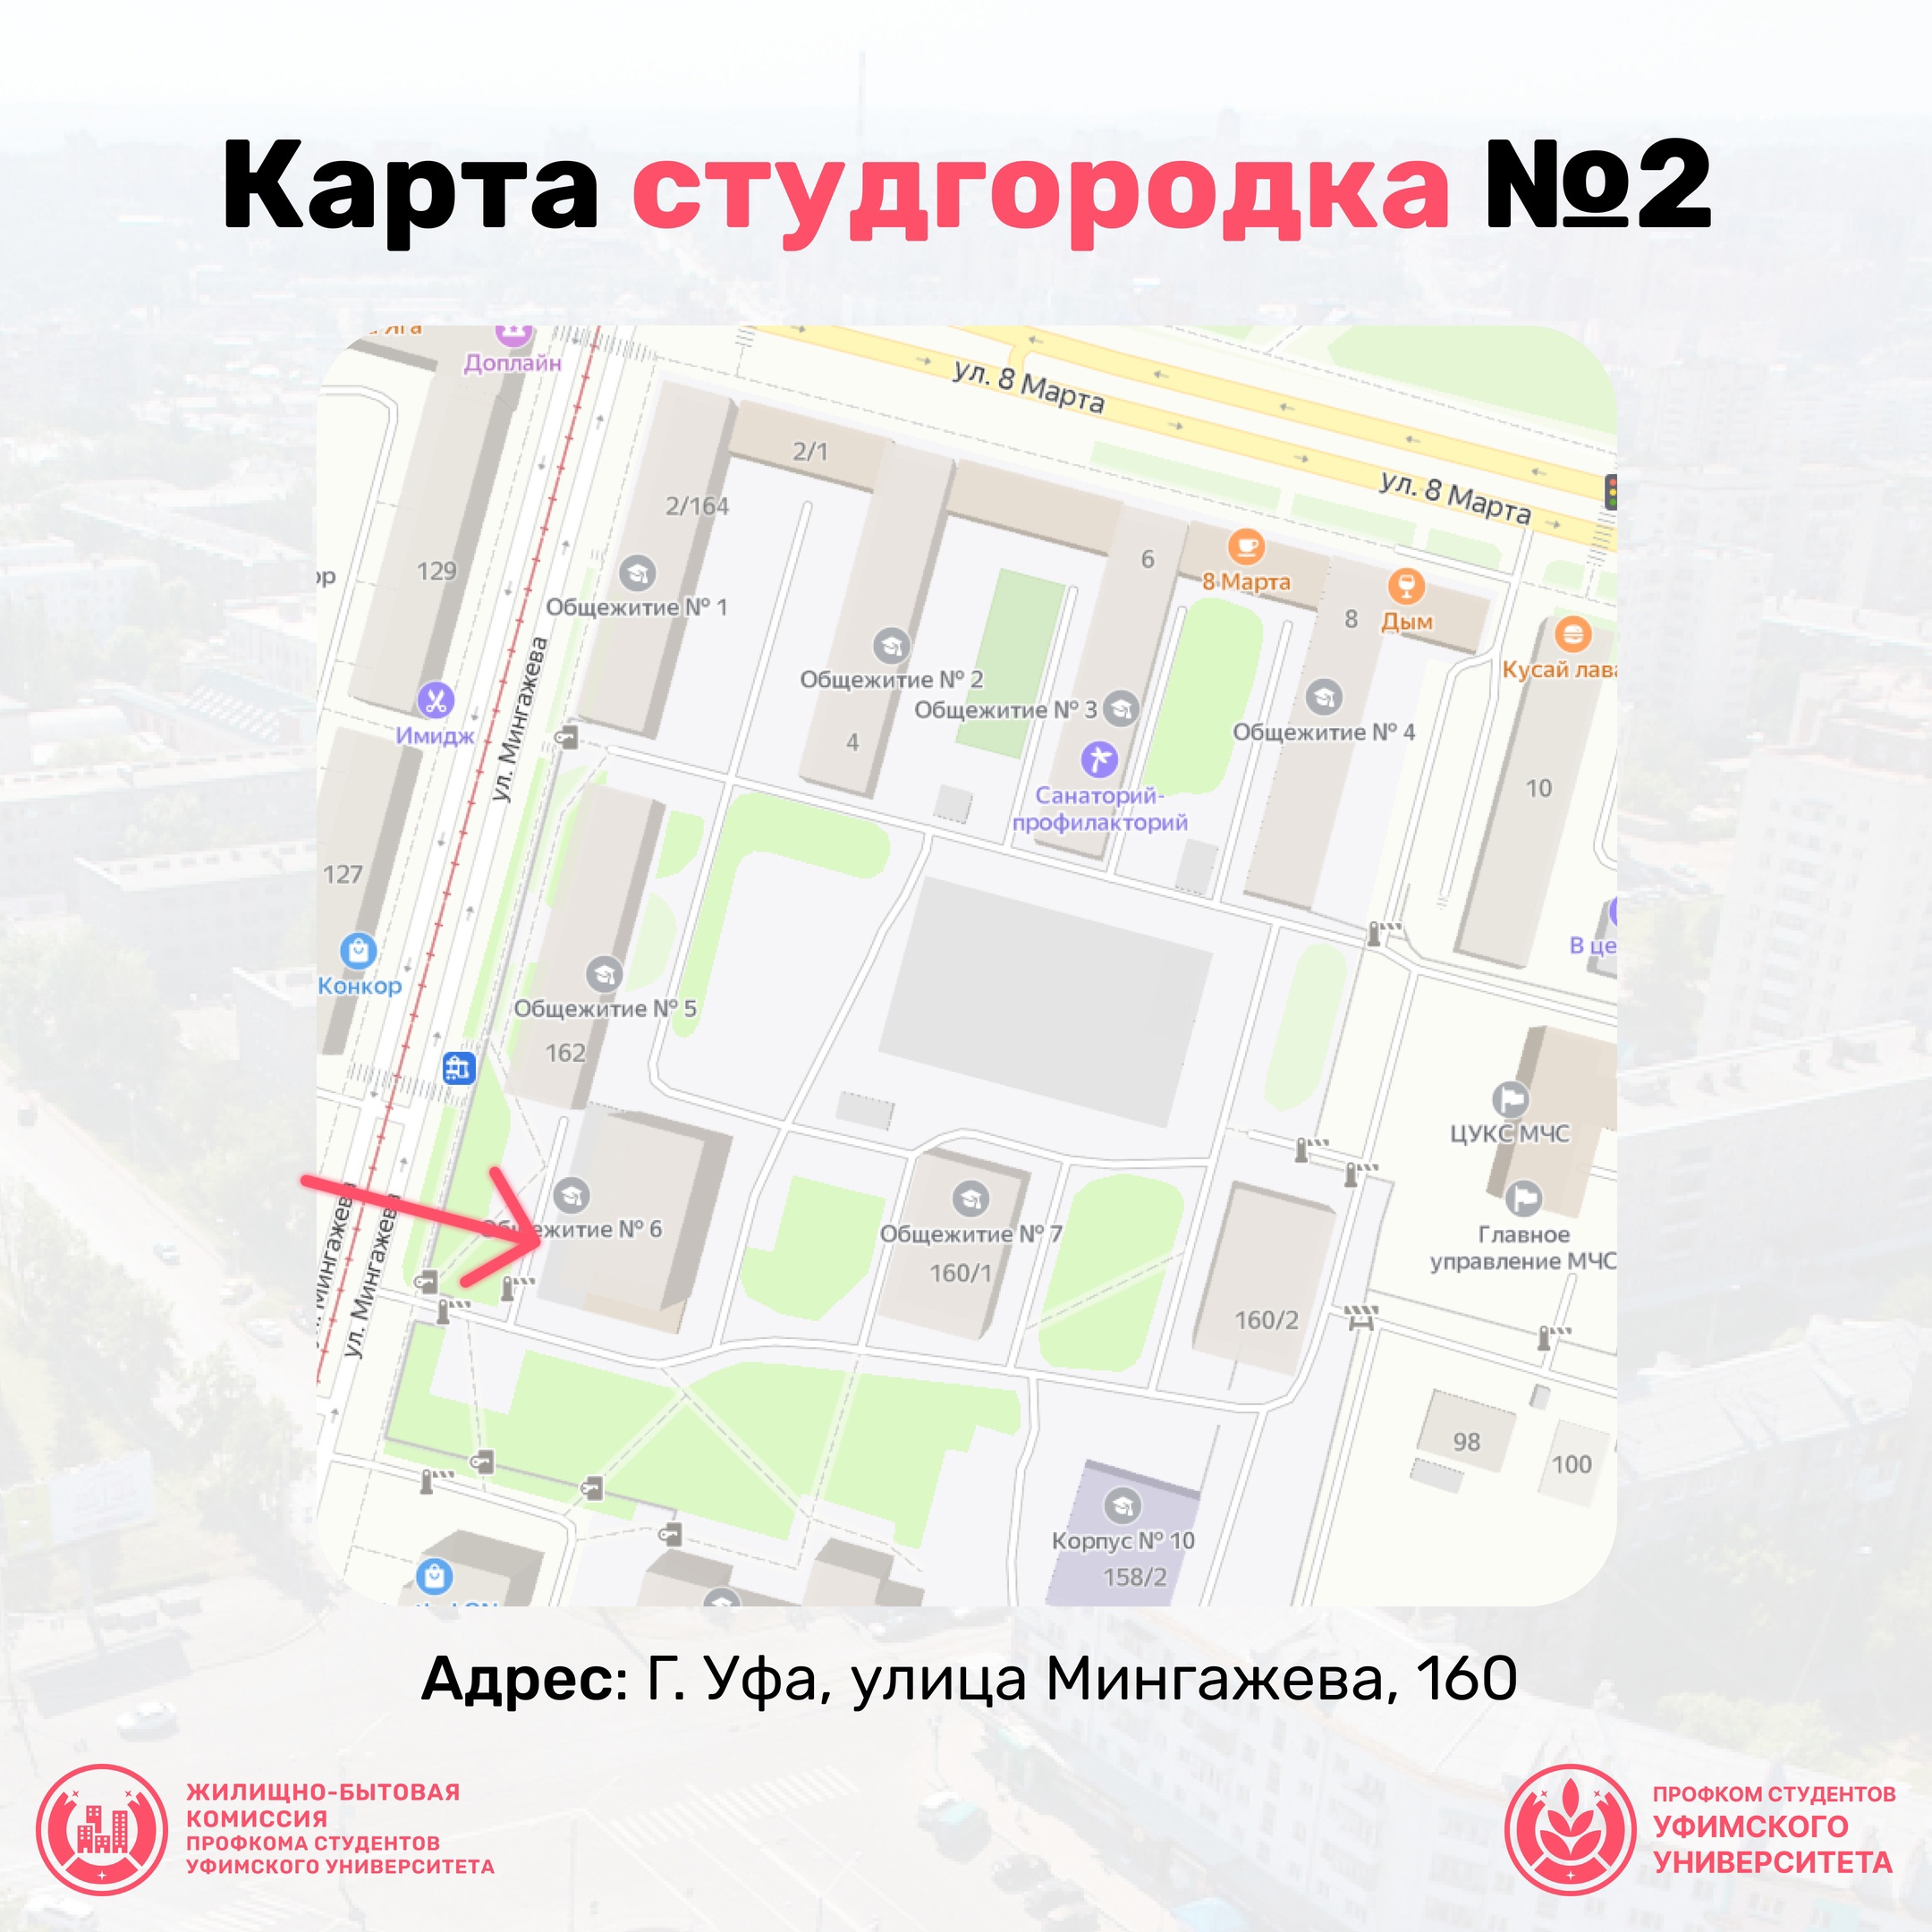 Карта студгородка №2
Яга
Доплайн
ул. 8 Марта
2/1
ул. 8 Марта
2/164
6
8 Марта
129
Общежитие № 1
8
Дым
Кусай лава
ул. Мингажева
Общежитие № 2
Общежитие № 3
Имидж
4
Общежитие № 4
10
Санаторий-
профилакторий
127
В це
Конкор
Общежитие № 5
162
ЦУКС МЧС
ул. Мингажева
Мингажева
Общежитие № 6
Общежитие № 7
160/1
Главное
управление МЧС
160/2
98
100
Корпус № 10
158/2
Адрес: Г. Уфа, улица Мингажева, 160
ЖИЛИЩНО-БЫТОВАЯ
КОМИССИЯ
ПРОФКОМА СТУДЕНТОВ
УФИМСКОГО УНИВЕРСИТЕТА
ПРОФКОМ СТУДЕНТОВ
УФИМСКОГО
УНИВЕРСИТЕТА